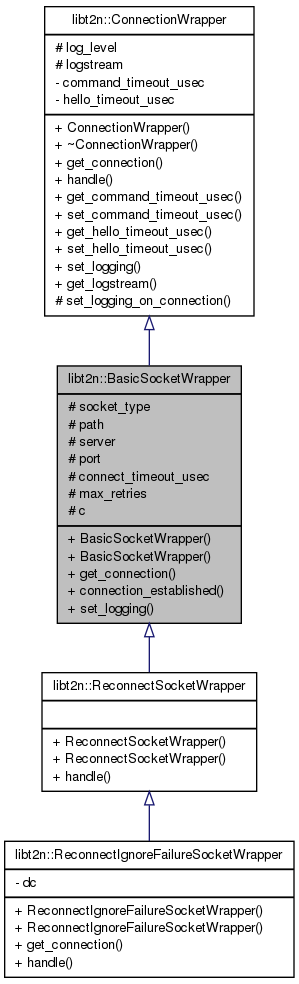 libt2n::ConnectionWrapper
# log_level
# logstream
- command_timeout_usec
- hello_timeout_usec
+ ConnectionWrapper()
+ ~ConnectionWrapper()
+ get_connection()
+ handle()
+ get_command_timeout_usec()
+ set_command_timeout_usec()
+ get_hello_timeout_usec()
+ set_hello_timeout_usec()
+ set_logging()
+ get_logstream()
# set_logging_on_connection()
libt2n::BasicSocketWrapper
# socket_type
# path
# server
# port
# connect_timeout_usec
# max_retries
# c
+ BasicSocketWrapper()
+ BasicSocketWrapper()
+ get_connection()
+ connection_established()
+ set_logging()
libt2n::ReconnectSocketWrapper
+ ReconnectSocketWrapper()
+ ReconnectSocketWrapper()
+ handle()
libt2n::ReconnectIgnoreFailureSocketWrapper
- dc
+ ReconnectIgnoreFailureSocketWrapper()
+ ReconnectIgnoreFailureSocketWrapper()
+ get_connection()
+ handle()